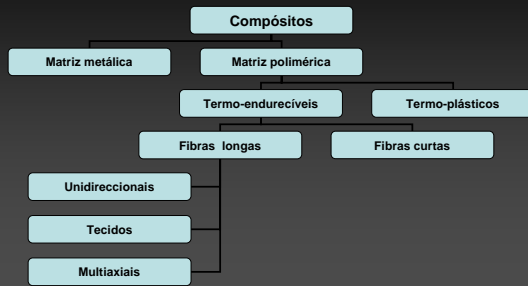 Compósitos
Matriz metálica
Matriz polimérica
Termo-endurecíveis
Termo-plásticos
Fibras longas
Fibras curtas
Unidireccionais
Tecidos
Multiaxiais